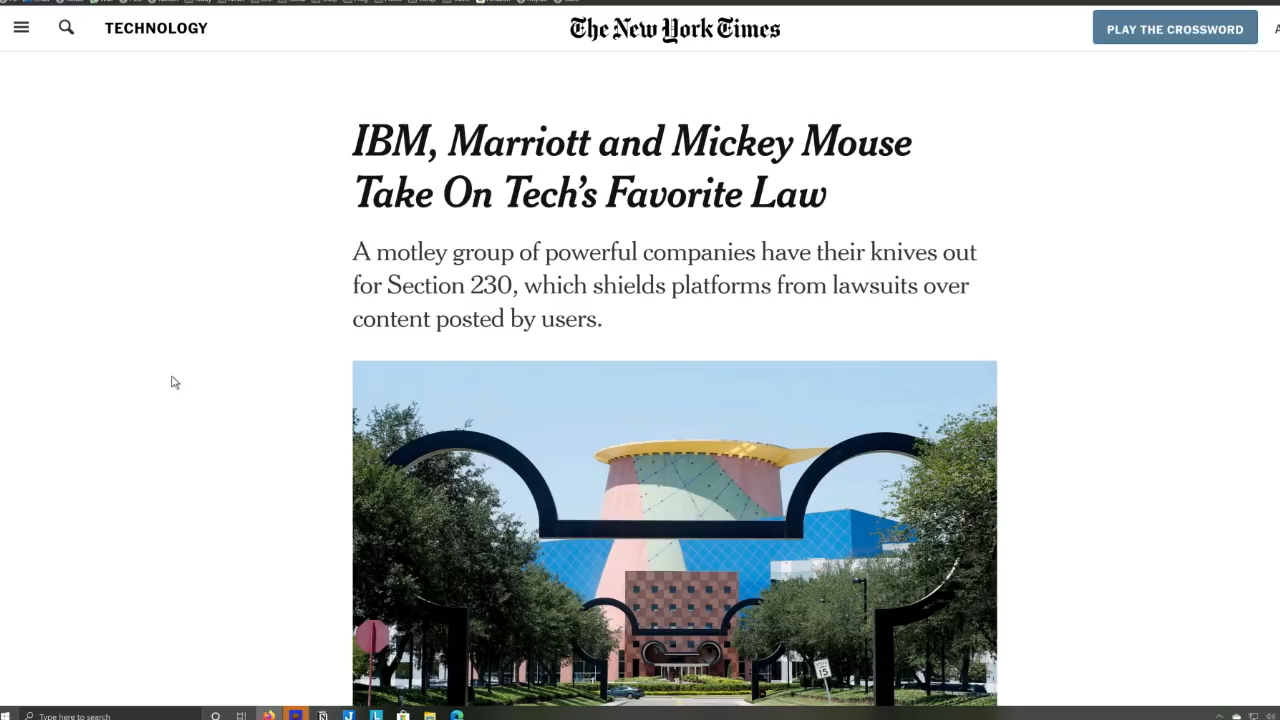 TECHNOLOGY
The New York Times
PLAY THE CROSSWORD
IBM, Marriott and Mickey Mouse
Take On Tech's Favorite Law
A motley group of powerful companies have their knives out
for Section 230, which shields platforms from lawsuits over
content posted by users.
15
Type here to search